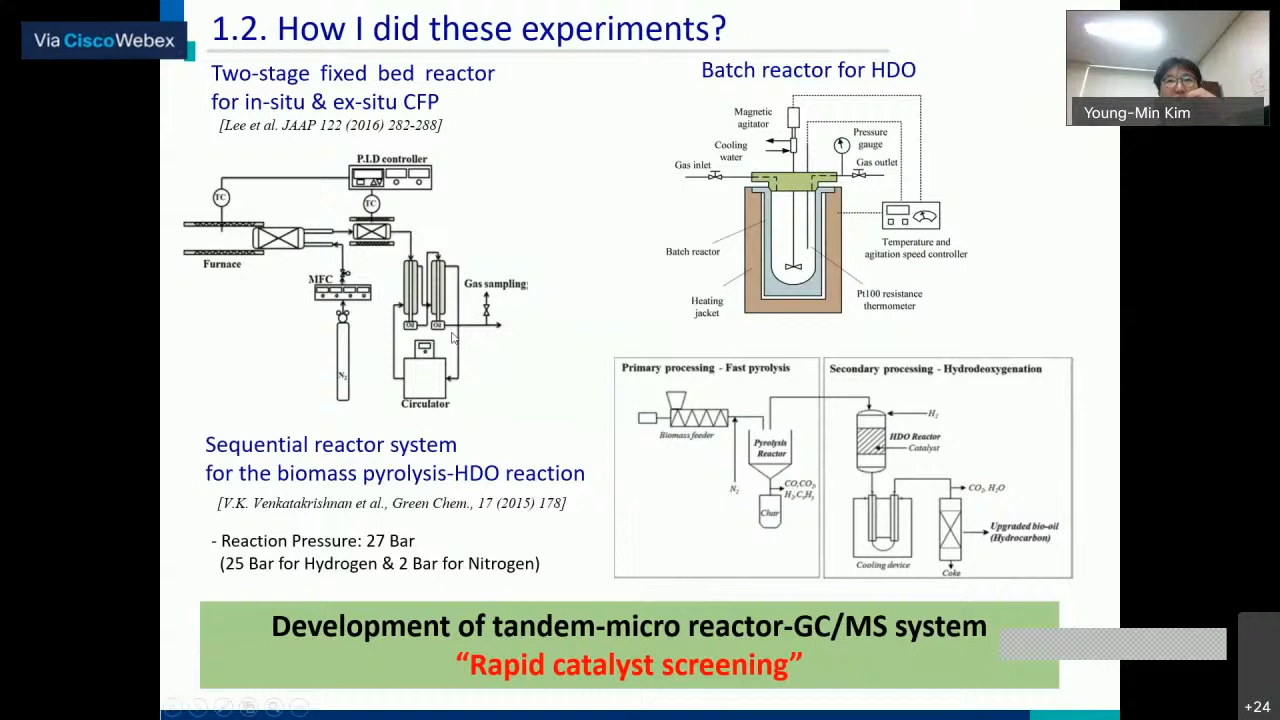 Via Cisco Webex
1.2. How I did these experiments?
Young-Min Kim
Two-stage fixed bed reactor
for in-situ & ex-situ CFP
[Lee et al. JAAP 122 (2016) 282-288]
P.I.D controller
TC
TC
Furnace
MFC
Gas sampling
Oil
Oil
N2
Circulator
Batch reactor for HDO
Magnetic
agitator
Cooling
water
Pressure
gauge
Gas inlet
Gas outlet
Batch reactor
Temperature and
agitation speed controller
Heating
jacket
Pt100 resistance
thermometer
Sequential reactor system
for the biomass pyrolysis-HDO reaction
[V.K. Venkatakrishnan et al., Green Chem., 17 (2015) 178]
- Reaction Pressure: 27 Bar
(25 Bar for Hydrogen & 2 Bar for Nitrogen)
Primary processing - Fast pyrolysis
Biomass feeder
Pyrolysis
Reactor
N2
CO,CO2,
Char
Secondary processing - Hydrodeoxygenation
H2
HDO Reactor
Catalyst
CO2, H2O
Upgraded bio-oil
(Hydrocarbon)
Cooling device
Coke
Development of tandem-micro reactor-GC/MS system
“Rapid catalyst screening”
+24